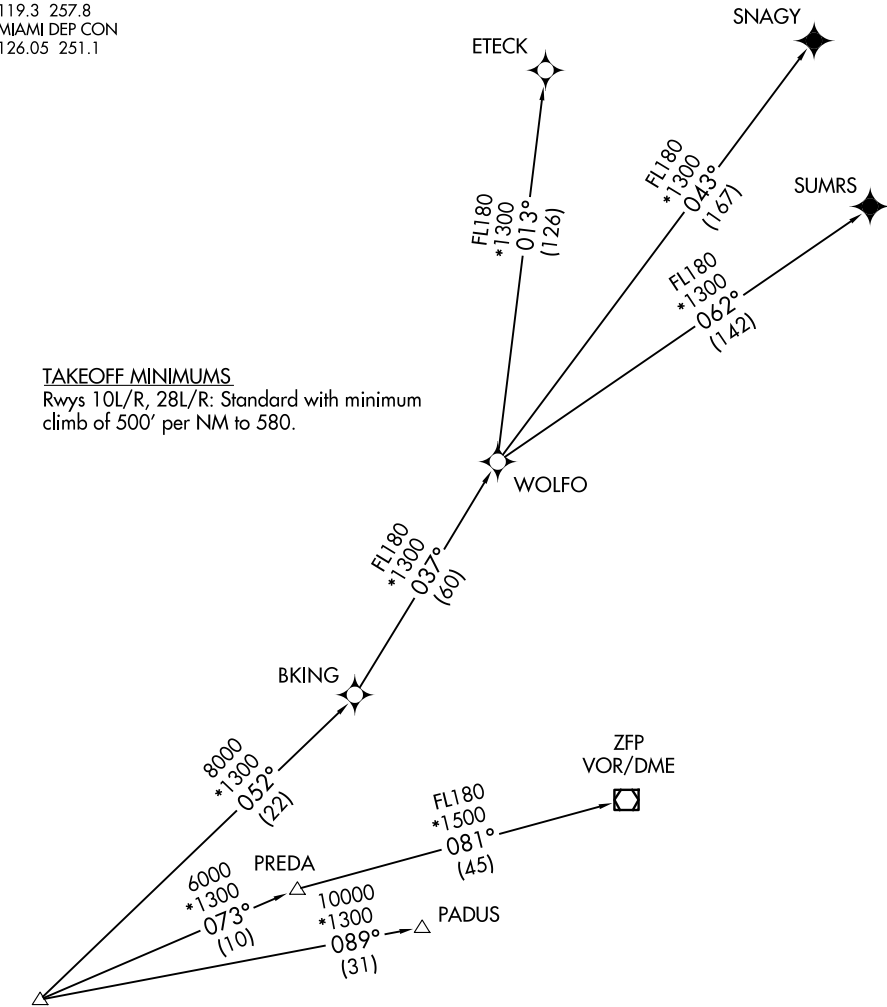 119.3 257.8
MIAMI DEP CON
126.05 251.1
SNAGY
ETECK
FL180
*1300
043°
(167)
SUMRS
FL180
*1300
013°
(126)
FL180
*1300
062°
(142)
TAKEOFF MINIMUMS
Rwys 10L/R, 28L/R: Standard with minimum
climb of 500' per NM to 580.
WOLFO
FL180
*1300
037°
(60)
BKING
8000
*1300
052°
(22)
ZFP
VOR/DME
FL180
*1500
081°
(45)
PREDA
6000
*1300
073°
(10)
10000
*1300
089°
(31)
PADUS